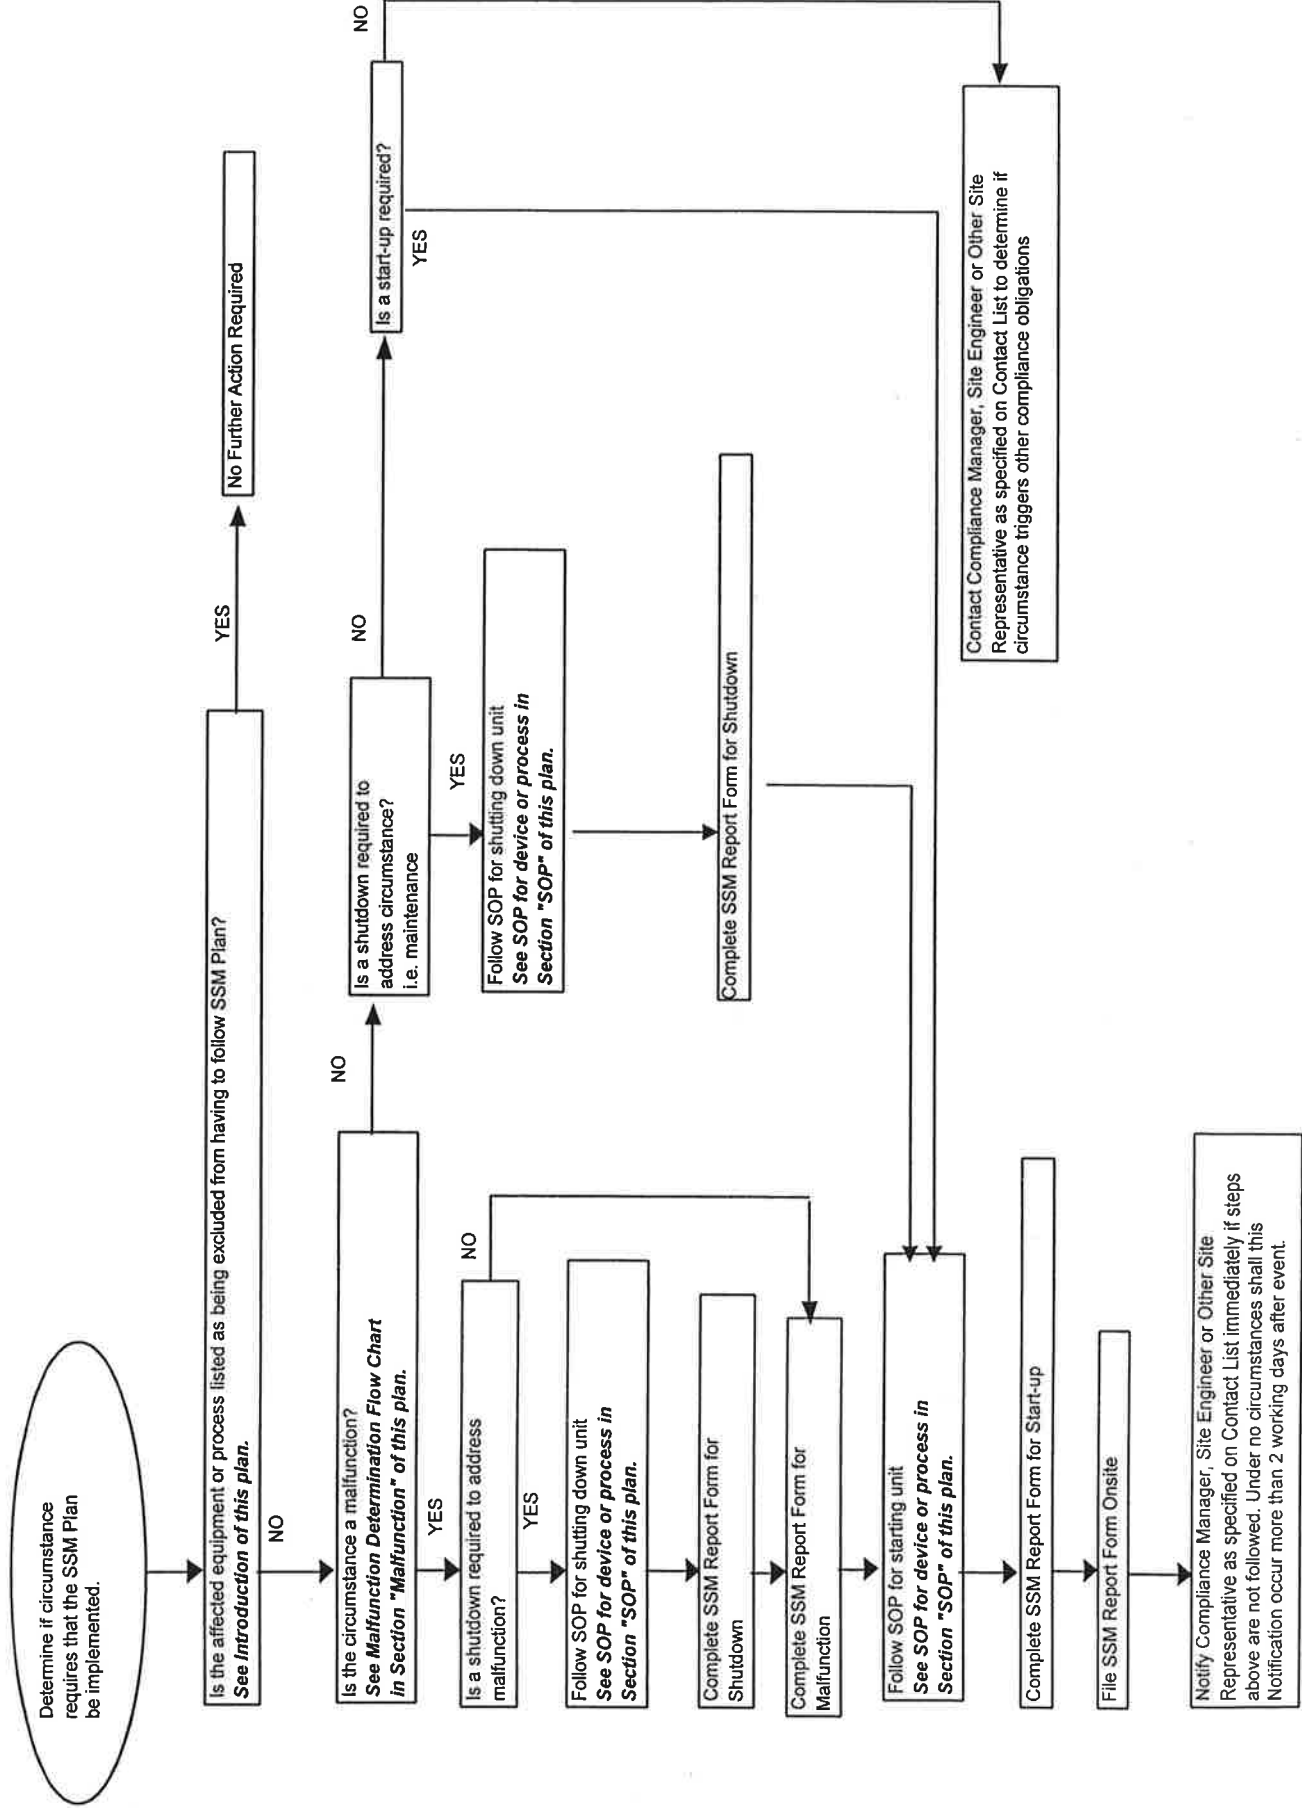 Determine if circumstance
requires that the SSM Plan
be implemented.
Is the affected equipment or process listed as being excluded from having to follow SSM Plan?
See Introduction of this plan.
YES
No Further Action Required
NO
Is the circumstance a malfunction?
See Malfunction Determination Flow Chart
in Section "Malfunction" of this plan.
NO
Is a shutdown required to
address circumstance?
i.e. maintenance
NO
Is a start-up required?
NO
YES
YES
YES
Is a shutdown required to address
malfunction?
NO
YES
Follow SOP for shutting down unit
See SOP for device or process in
Section "SOP" of this plan.
Follow SOP for shutting down unit
See SOP for device or process in
Section "SOP" of this plan.
Complete SSM Report Form for
Shutdown
Complete SSM Report Form for Shutdown
Complete SSM Report Form for
Malfunction
Follow SOP for starting unit
See SOP for device or process in
Section "SOP" of this plan.
Contact Compliance Manager, Site Engineer or Other Site
Representative as specified on Contact List to determine if
circumstance triggers other compliance obligations
Complete SSM Report Form for Start-up
File SSM Report Form Onsite
Notify Compliance Manager, Site Engineer or Other Site
Representative as specified on Contact List immediately if steps
above are not followed. Under no circumstances shall this
Notification occur more than 2 working days after event.